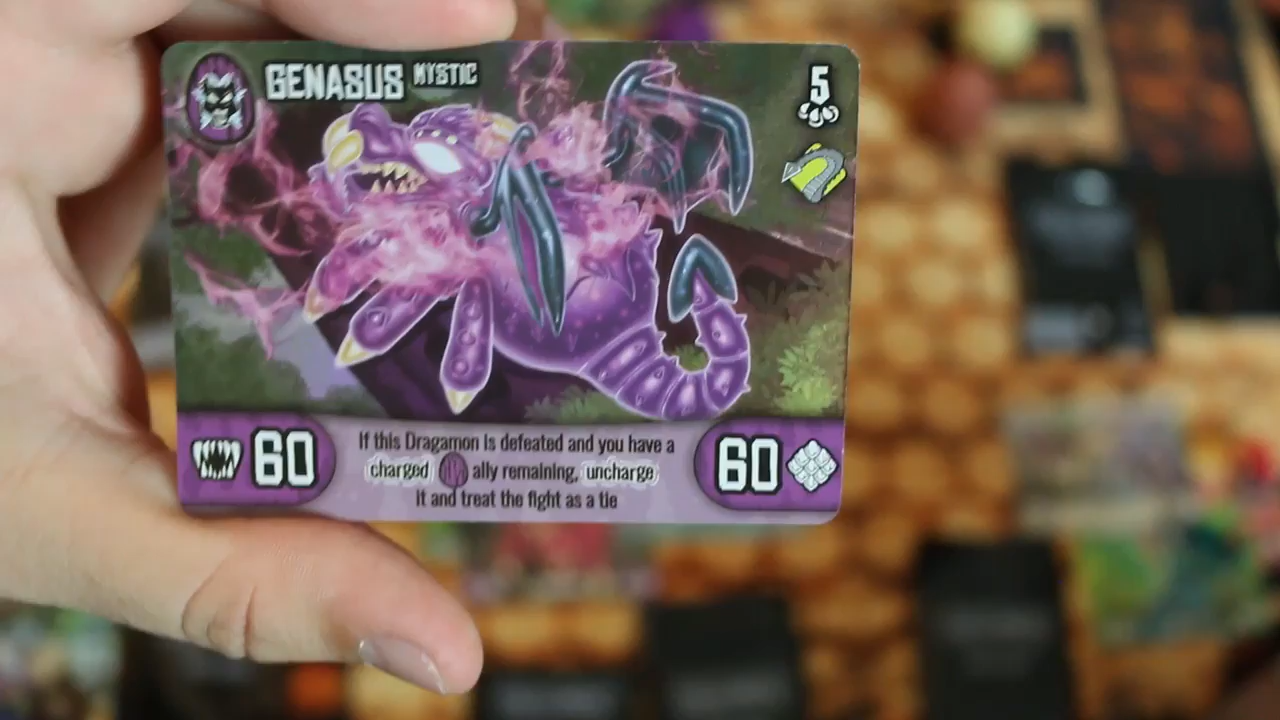 GENASUS MYSTIC
5
60
If this Dragamon is defeated and you have a
charged ally remaining, uncharge
it and treat the fight as a tie
60